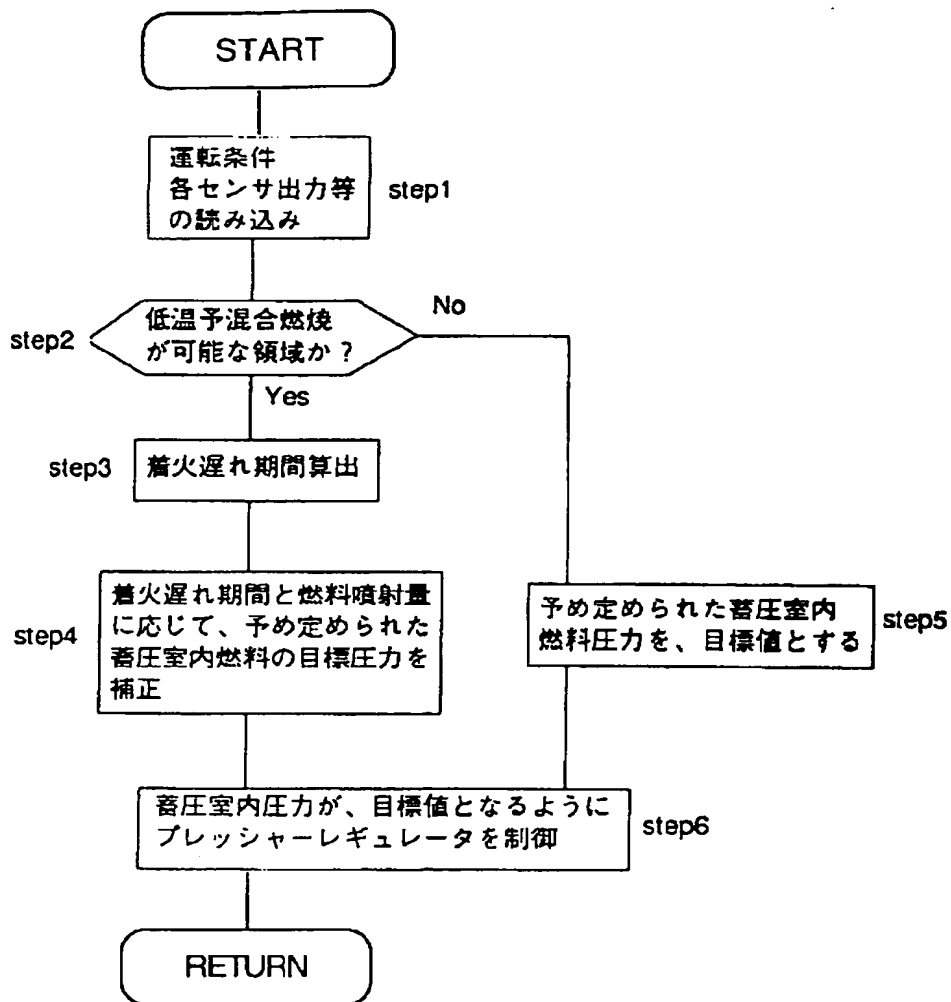 START
運転条件
各センサ出力等
の読み込み
step1
step2
低温予混合燃焼
が可能な領域か？
No
Yes
step3
着火遅れ期間算出
step4
着火遅れ期間と燃料噴射量
に応じて、予め定められた
蓄圧室内燃料の目標圧力を
補正
予め定められた蓄圧室内
燃料圧力を、目標値とする
step5
蓄圧室内圧力が、目標値となるように
プレッシャーレギュレータを制御
step6
RETURN